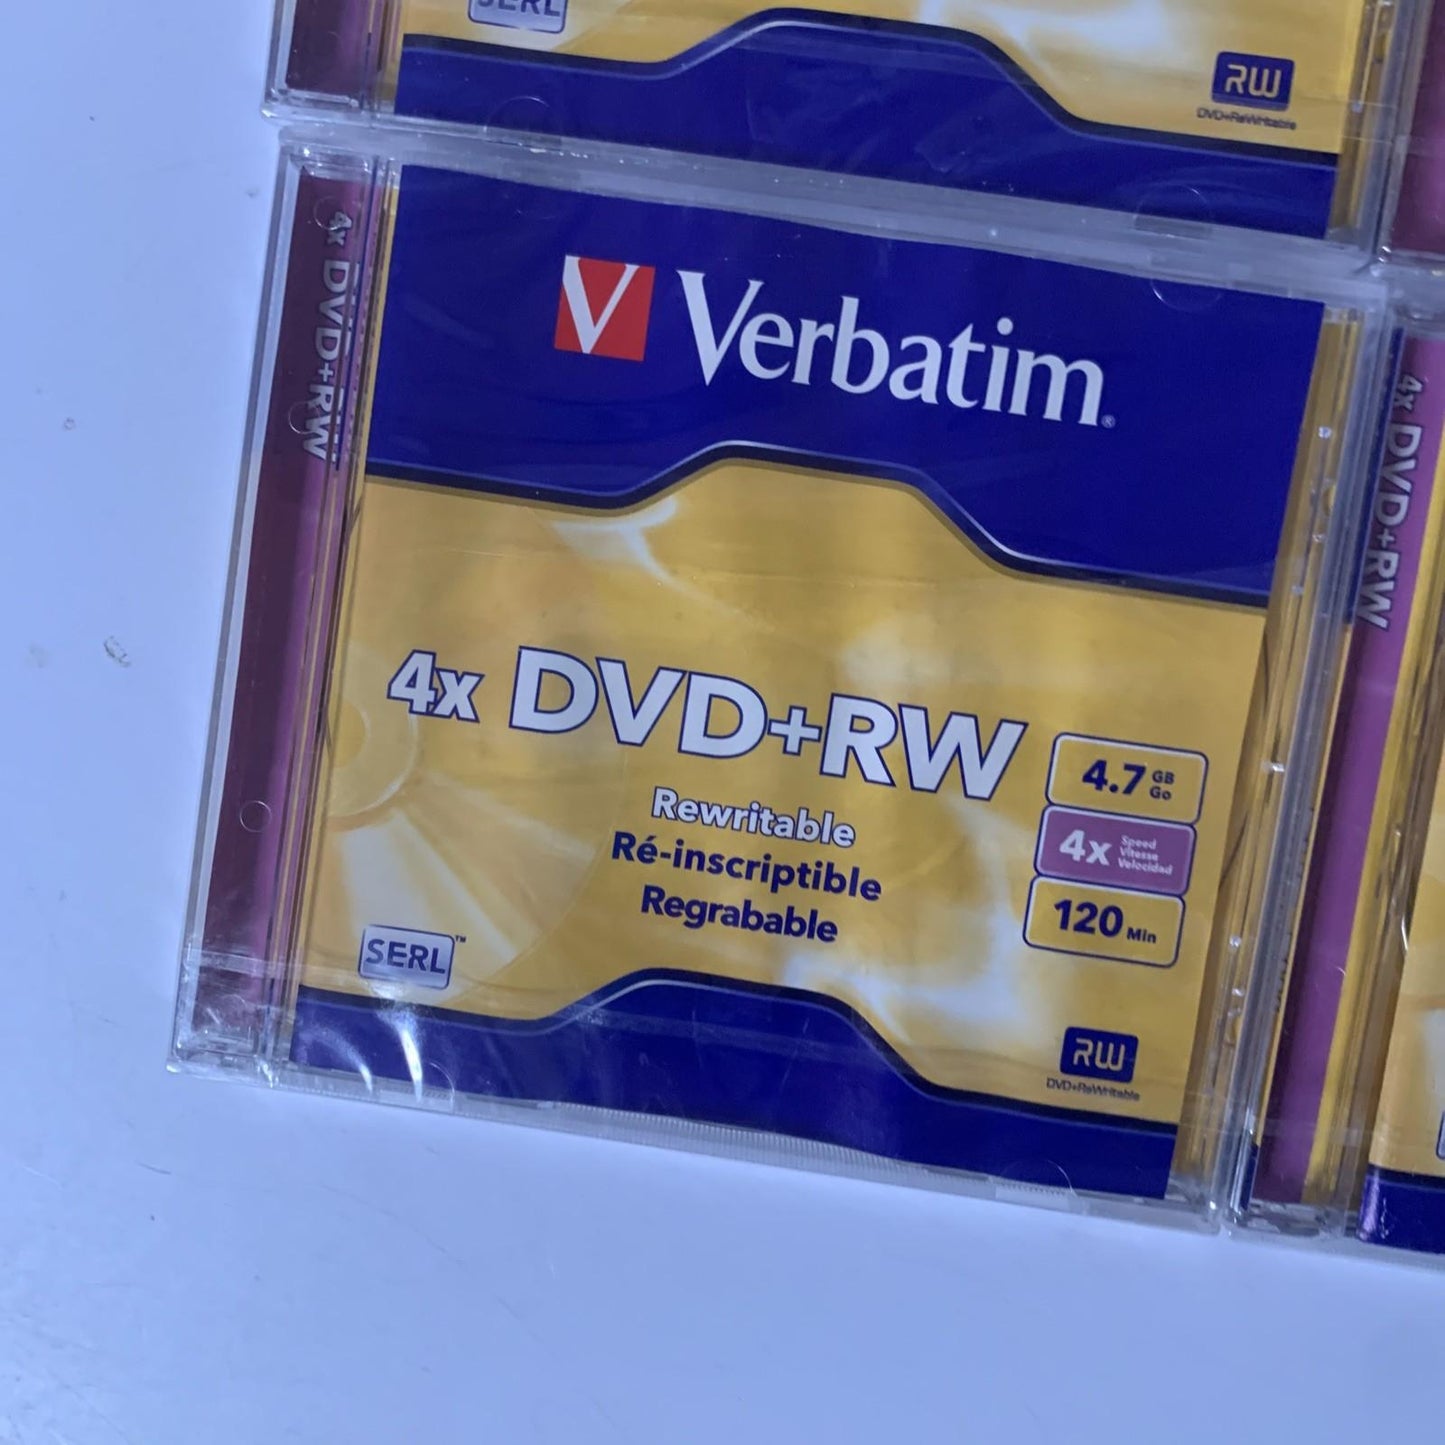 SERL
RW
DVD+ReWritable
4x DVD+RW
V Verbatim®
4x DVD+RW
4x DVD+RW
4.7 GB
Go
4x Speed
Vitesse
Velocidad
120 Min
Rewritable
Ré-inscriptible
Regrabable
SERL™
RW
DVD+ReWritable